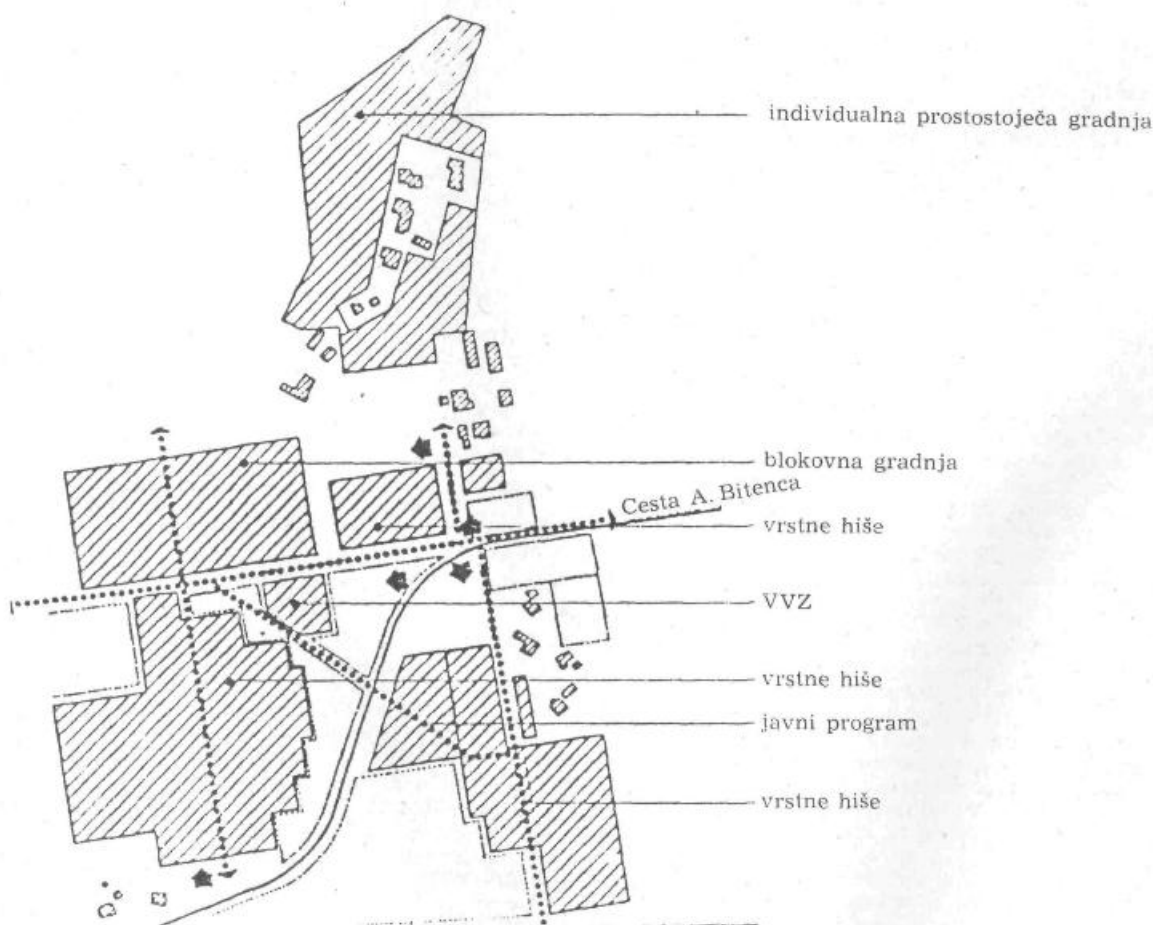 individualna prostostoječa gradnja
blokovna gradnja
Cesta A. Bitenca
vrstne hiše
VVZ
vrstne hiše
javni program
vrstne hiše